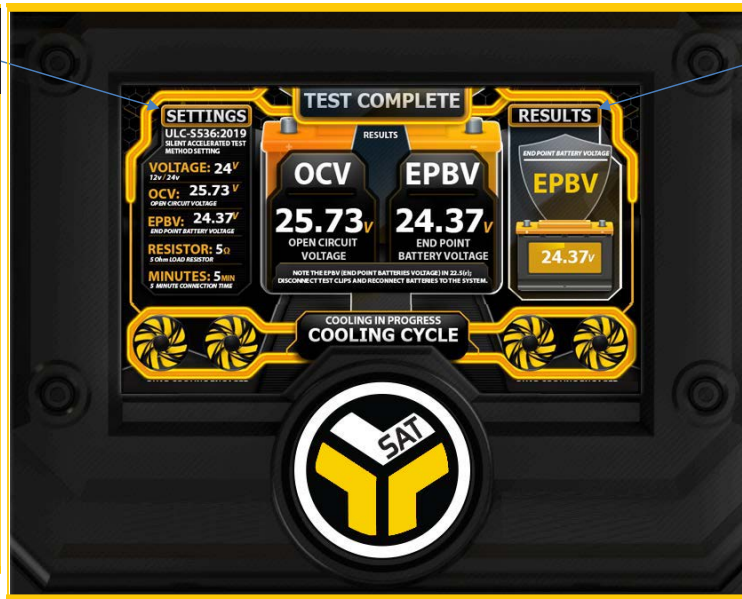 TEST COMPLETE
SETTINGS
ULC-S536:2019
SILENT ACCELERATED TEST
METHOD SETTING
VOLTAGE: 24V
12v / 24v
OCV: 25.73 V
OPEN CIRCUIT VOLTAGE
EPBV: 24.37V
END POINT BATTERY VOLTAGE
RESISTOR: 5Ω
5 Ohm LOAD RESISTOR
MINUTES: 5MIN
5 MINUTE CONNECTION TIME
RESULTS
OCV
25.73V
OPEN CIRCUIT
VOLTAGE
EPBV
24.37V
END POINT
BATTERY VOLTAGE
NOTE THE EPBV (END POINT BATTERIES VOLTAGE) IN 22.5(r);
DISCONNECT TEST CLIPS AND RECONNECT BATTERIES TO THE SYSTEM.
RESULTS
END POINT BATTERY VOLTAGE
EPBV
24.37V
COOLING IN PROGRESS
COOLING CYCLE
SAT